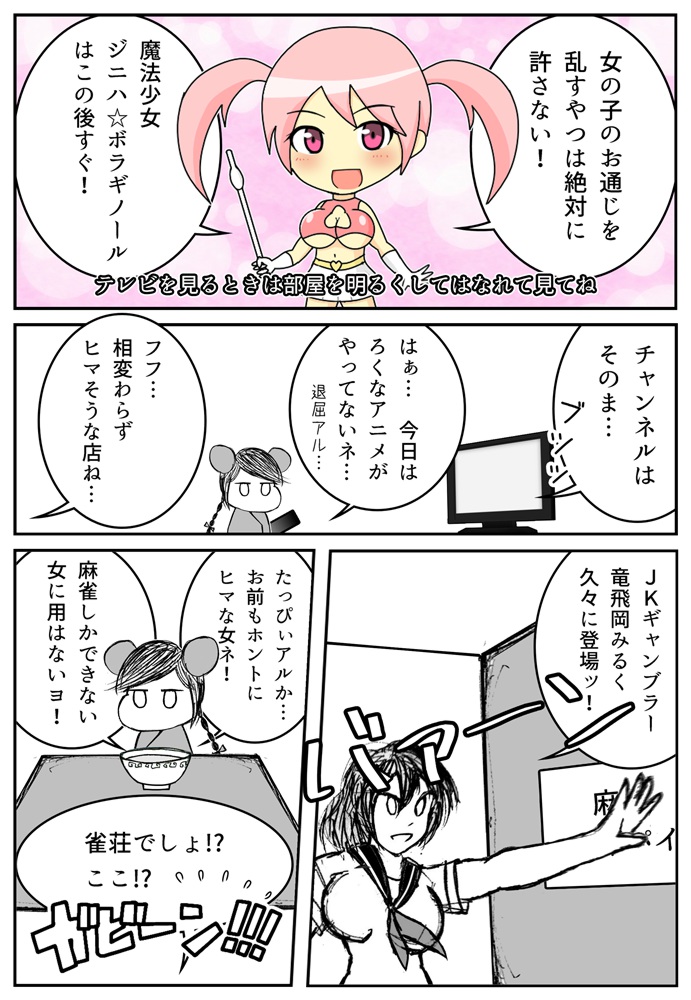 女の子のお通じを
乱すやつは絶対に
許さない!
魔法少女
ジニハ☆ボラギノール
はこの後すぐ!
テレビを見るときは部屋を明るくしてはなれて見てね
チャンネルは
そのま…
ブツンッ
はぁ… 今日は
ろくなアニメが
やってないネ…
退屈アル…
フフ…
相変わらず
ヒマそうな店ね…
JKギャンブラー
竜飛岡みるく
久々に登場ッ!
じァーン
麻
パイ
たっぴぃアルか…
お前もホントに
ヒマな女ネ!
麻雀しかできない
女に用はないヨ!
雀荘でしょ!?
ここ!?
ガビーン!!!